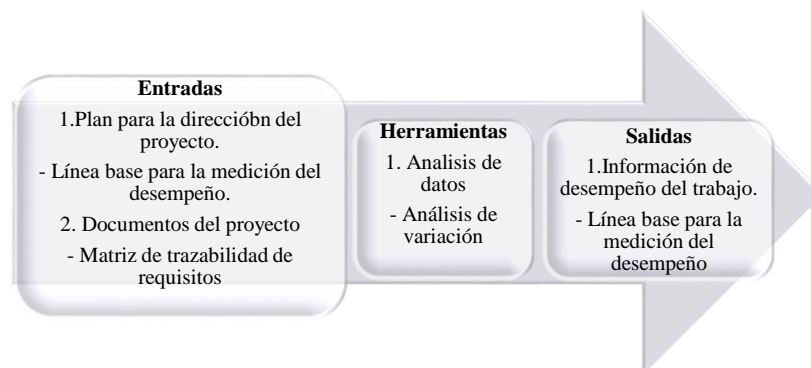 Entradas
1.Plan para la direccióbn del
proyecto.
- Línea base para la medición del
desempeño.
2. Documentos del proyecto
- Matriz de trazabilidad de
requisitos
Herramientas
1. Analisis de
datos
- Análisis de
variación
Salidas
1.Información de
desempeño del trabajo.
- Línea base para la
medición del
desempeño